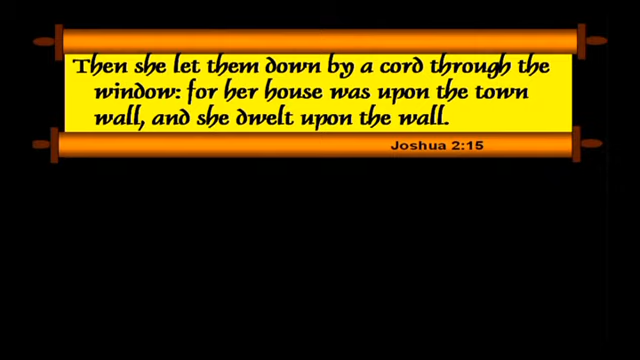 Then she let them down by a cord through the
window: for her house was upon the town
wall, and she dwelt upon the wall.
Joshua 2:15